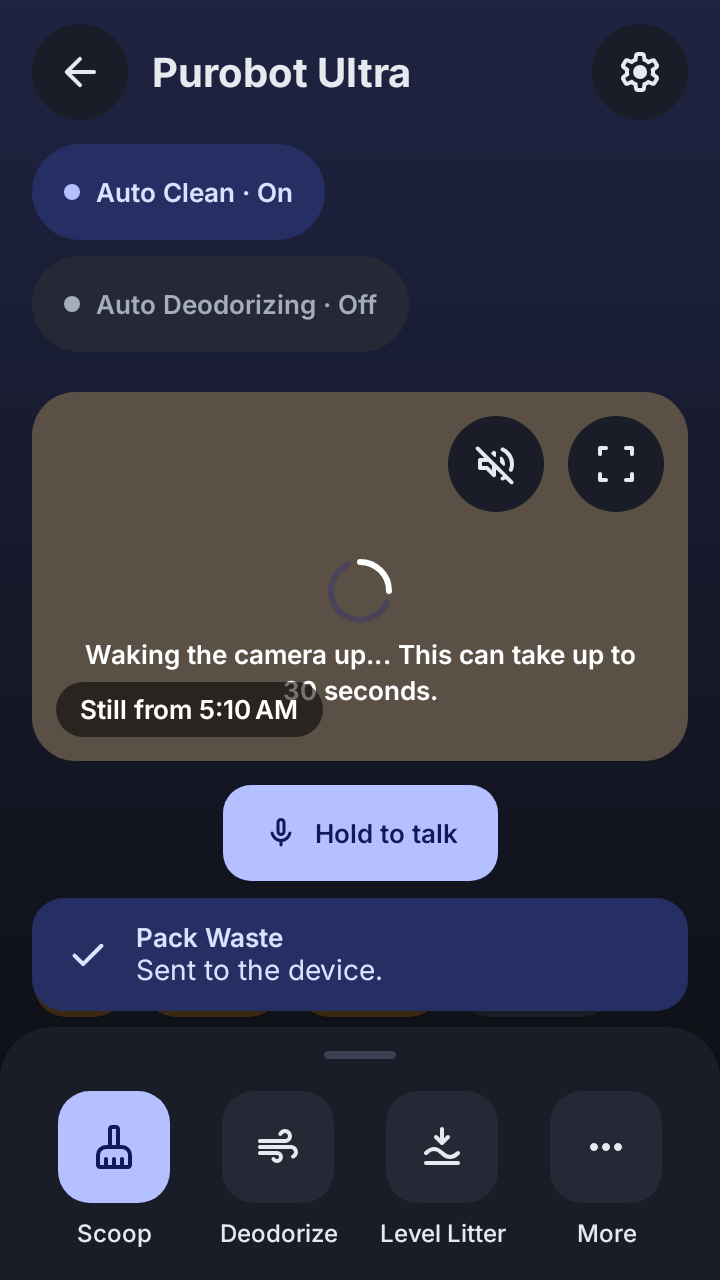 Purobot Ultra
Auto Clean · On
Auto Deodorizing · Off
Waking the camera up... This can take up to
30 seconds.
Still from 5:10 AM
Hold to talk
Pack Waste
Sent to the device.
Scoop
Deodorize
Level Litter
More